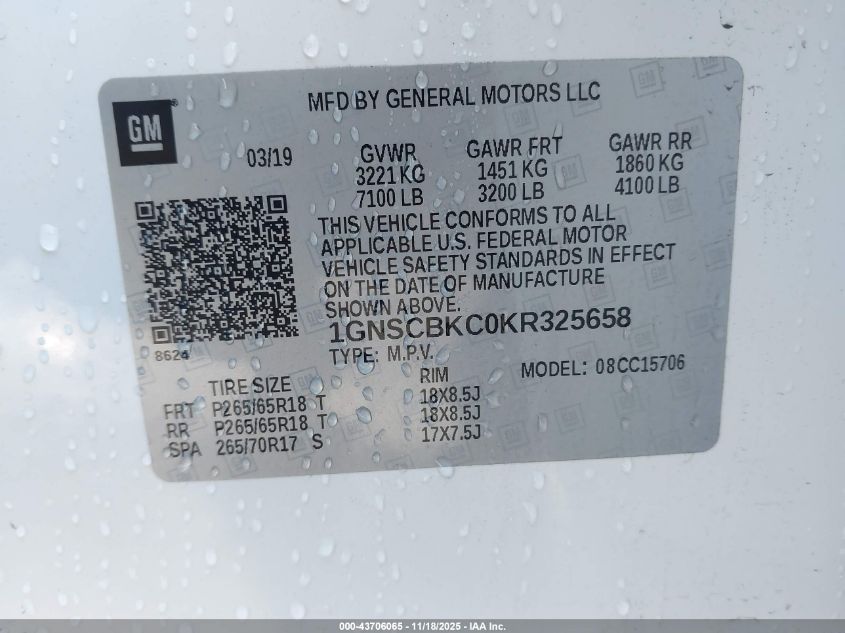 GM ®
MFD BY GENERAL MOTORS LLC
03/19
GVWR GAWR FRT GAWR RR
3221 KG 1451 KG 1860 KG
7100 LB 3200 LB 4100 LB
THIS VEHICLE CONFORMS TO ALL
APPLICABLE U.S. FEDERAL MOTOR
VEHICLE SAFETY STANDARDS IN EFFECT
ON THE DATE OF MANUFACTURE
SHOWN ABOVE.
1GNSCBKC0KR325658
8624
TYPE: M.P.V. MODEL: 08CC15706
TIRE SIZE RIM
FRT P265/65R18 T 18X8.5J
RR P265/65R18 T 18X8.5J
SPA 265/70R17 S 17X7.5J
000-43706065 - 11/18/2025 - IAA Inc.